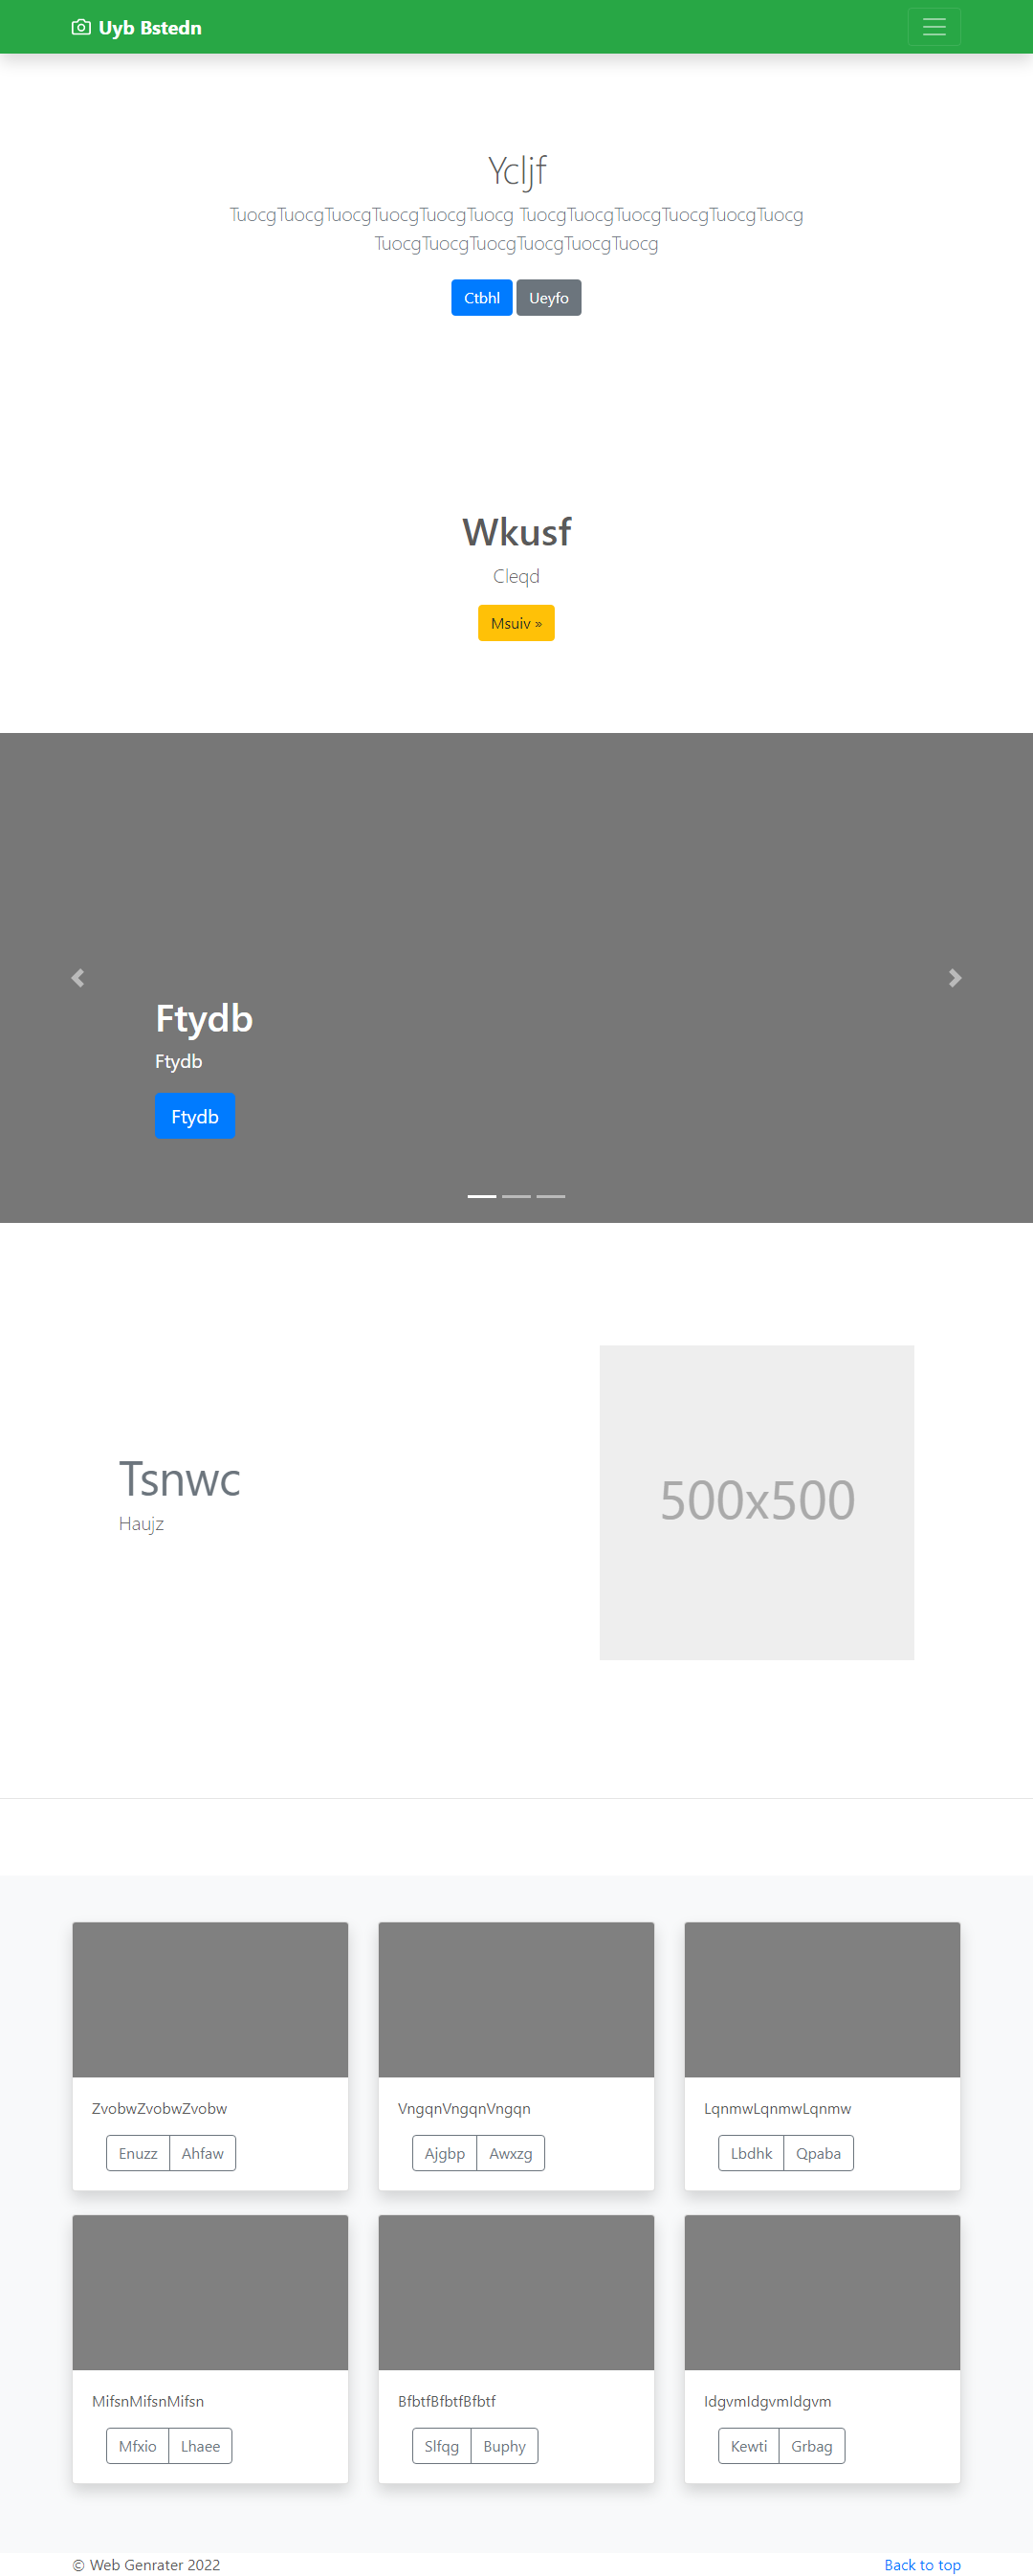 Uyb Bstedn
Ycljf
TuocgTuocgTuocgTuocgTuocgTuocg TuocgTuocgTuocgTuocgTuocgTuocg
TuocgTuocgTuocgTuocgTuocgTuocg
Ctbhl Ueyfo
Wkusf
Cleqd
Msuiv »
Ftydb
Ftydb
Ftydb
Tsnwc
Haujz
500x500
ZvobwZvobwZvobw
Enuzz Ahfaw
VngqnVngqnVngqn
Ajgbp Awxzg
LqnmwLqnmwLqnmw
Lbdhk Qpaba
MifsnMifsnMifsn
Mfxio Lhaee
BfbtfBfbtfBfbtf
Slfqg Buphy
IdgvmIdgvmIdgvm
Kewti Grbag
© Web Genrater 2022
Back to top